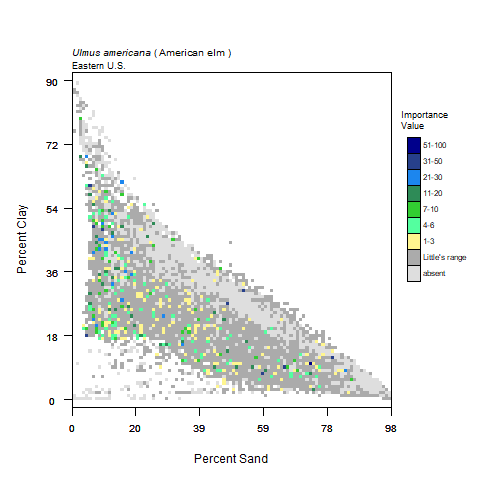 Ulmus americana ( American elm )
Eastern U.S.
Importance
Value
51-100
31-50
21-30
11-20
7-10
4-6
1-3
Little's range
absent
Percent Clay
90
72
54
36
18
0
0
19
39
59
78
98
Percent Sand